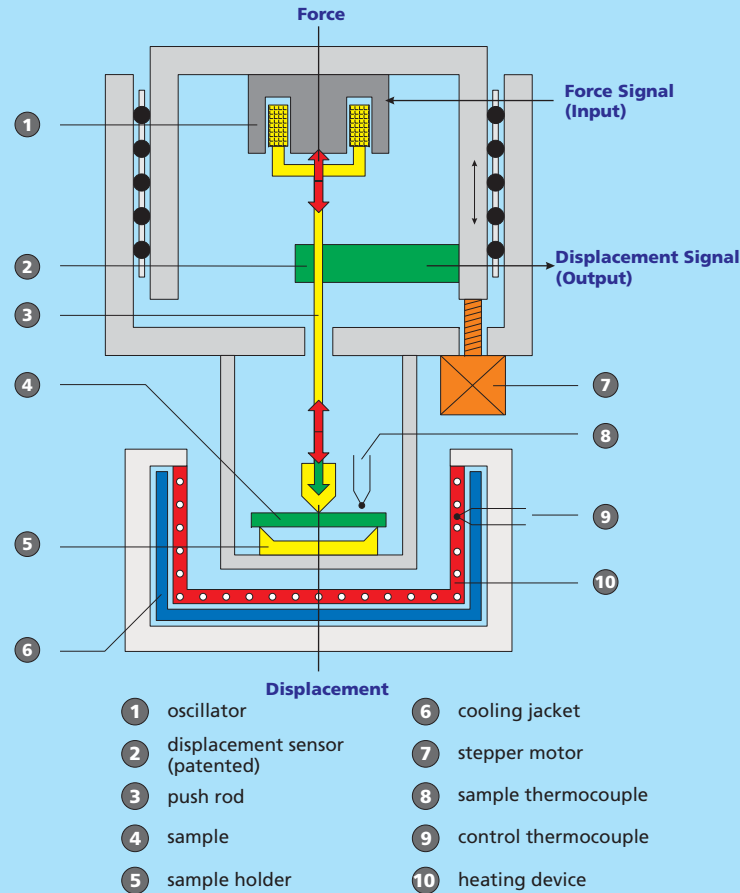 Force
Force Signal
(Input)
1
2
Displacement Signal
(Output)
3
4
7
8
5
9
10
6
Displacement
1 oscillator
2 displacement sensor
(patented)
3 push rod
4 sample
5 sample holder
6 cooling jacket
7 stepper motor
8 sample thermocouple
9 control thermocouple
10 heating device